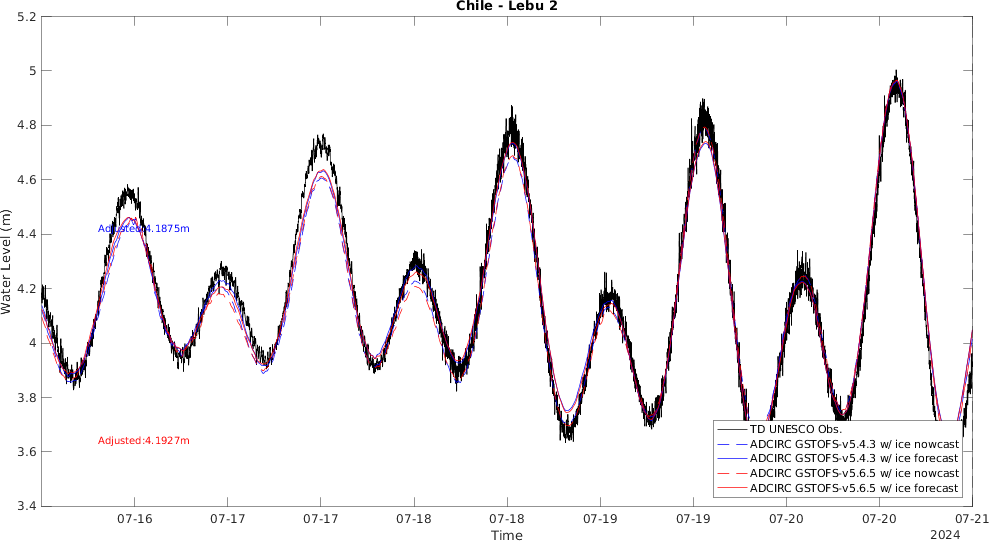 Chile - Lebu 2
5.2
5
4.8
4.6
4.4
4.2
4
3.8
3.6
3.4
Water Level (m)
Adjusted:4.1875m
Adjusted:4.1927m
TD UNESCO Obs.
ADCIRC GSTOFS-v5.4.3 w/ ice nowcast
ADCIRC GSTOFS-v5.4.3 w/ ice forecast
ADCIRC GSTOFS-v5.6.5 w/ ice nowcast
ADCIRC GSTOFS-v5.6.5 w/ ice forecast
07-16 07-17 07-17 07-18 07-18 07-19 07-19 07-20 07-20 07-21
Time
2024